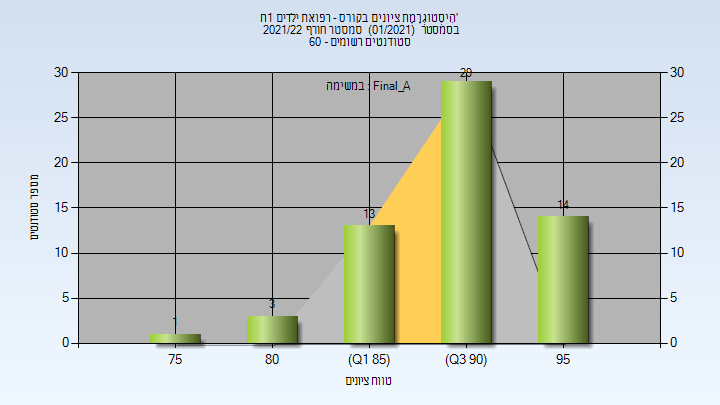 'היסטוגרמת ציונים בקורס - רפואת ילדים 1ח
בסמסטר (01/2021) סמסטר חורף 2021/22
סטודנטים רשומים - 60
במשימה : Final_A
מספר סטודנטים
30
25
20
15
10
5
0
30
25
20
15
10
5
0
1
3
13
29
14
75
80
(Q1 85)
(Q3 90)
95
טווח ציונים